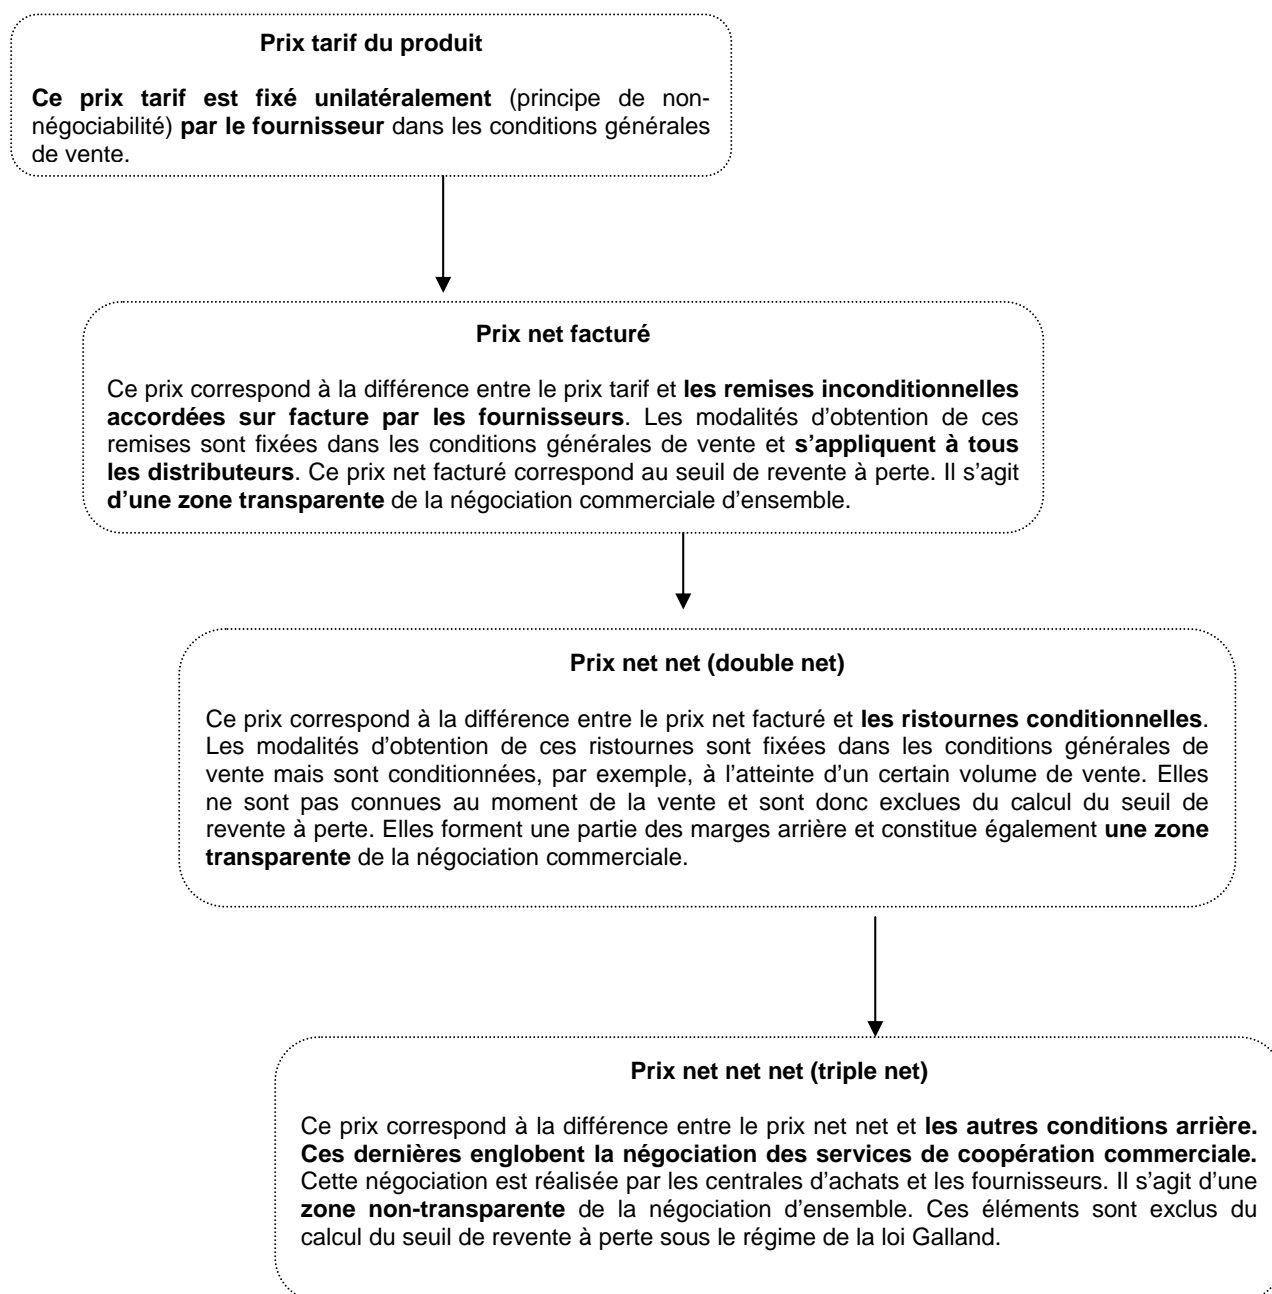 Prix tarif du produit
Ce prix tarif est fixé unilatéralement (principe de non-
négociabilité) par le fournisseur dans les conditions générales
de vente.
Prix net facturé
Ce prix correspond à la différence entre le prix tarif et les remises inconditionnelles
accordées sur facture par les fournisseurs. Les modalités d’obtention de ces
remises sont fixées dans les conditions générales de vente et s’appliquent à tous
les distributeurs. Ce prix net facturé correspond au seuil de revente à perte. Il s’agit
d’une zone transparente de la négociation commerciale d’ensemble.
Prix net net (double net)
Ce prix correspond à la différence entre le prix net facturé et les ristournes conditionnelles.
Les modalités d’obtention de ces ristournes sont fixées dans les conditions générales de
vente mais sont conditionnées, par exemple, à l’atteinte d’un certain volume de vente. Elles
ne sont pas connues au moment de la vente et sont donc exclues du calcul du seuil de
revente à perte. Elles forment une partie des marges arrière et constitue également une zone
transparente de la négociation commerciale.
Prix net net net (triple net)
Ce prix correspond à la différence entre le prix net net et les autres conditions arrière.
Ces dernières englobent la négociation des services de coopération commerciale.
Cette négociation est réalisée par les centrales d’achats et les fournisseurs. Il s’agit d’une
zone non-transparente de la négociation d’ensemble. Ces éléments sont exclus du
calcul du seuil de revente à perte sous le régime de la loi Galland.